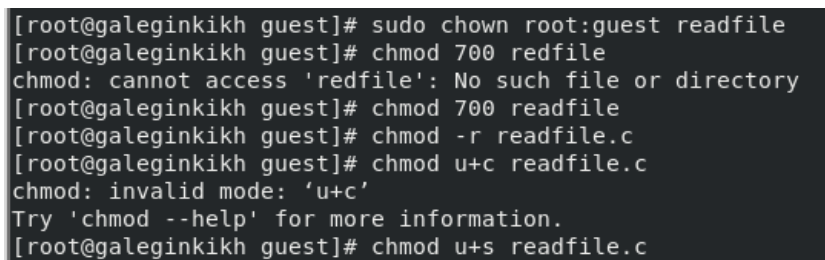 [root@galeginkikh guest]# sudo chown root:guest readfile
[root@galeginkikh guest]# chmod 700 redfile
chmod: cannot access 'redfile': No such file or directory
[root@galeginkikh guest]# chmod 700 readfile
[root@galeginkikh guest]# chmod -r readfile.c
[root@galeginkikh guest]# chmod u+c readfile.c
chmod: invalid mode: ‘u+c’
Try 'chmod --help' for more information.
[root@galeginkikh guest]# chmod u+s readfile.c